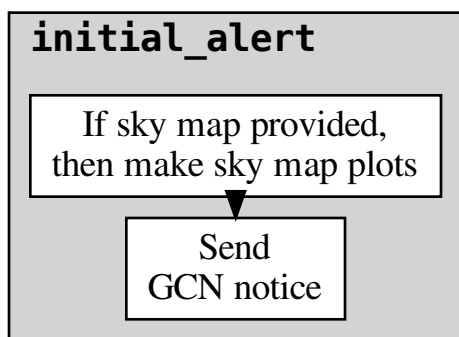 initial_alert
If sky map provided,
then make sky map plots
Send
GCN notice